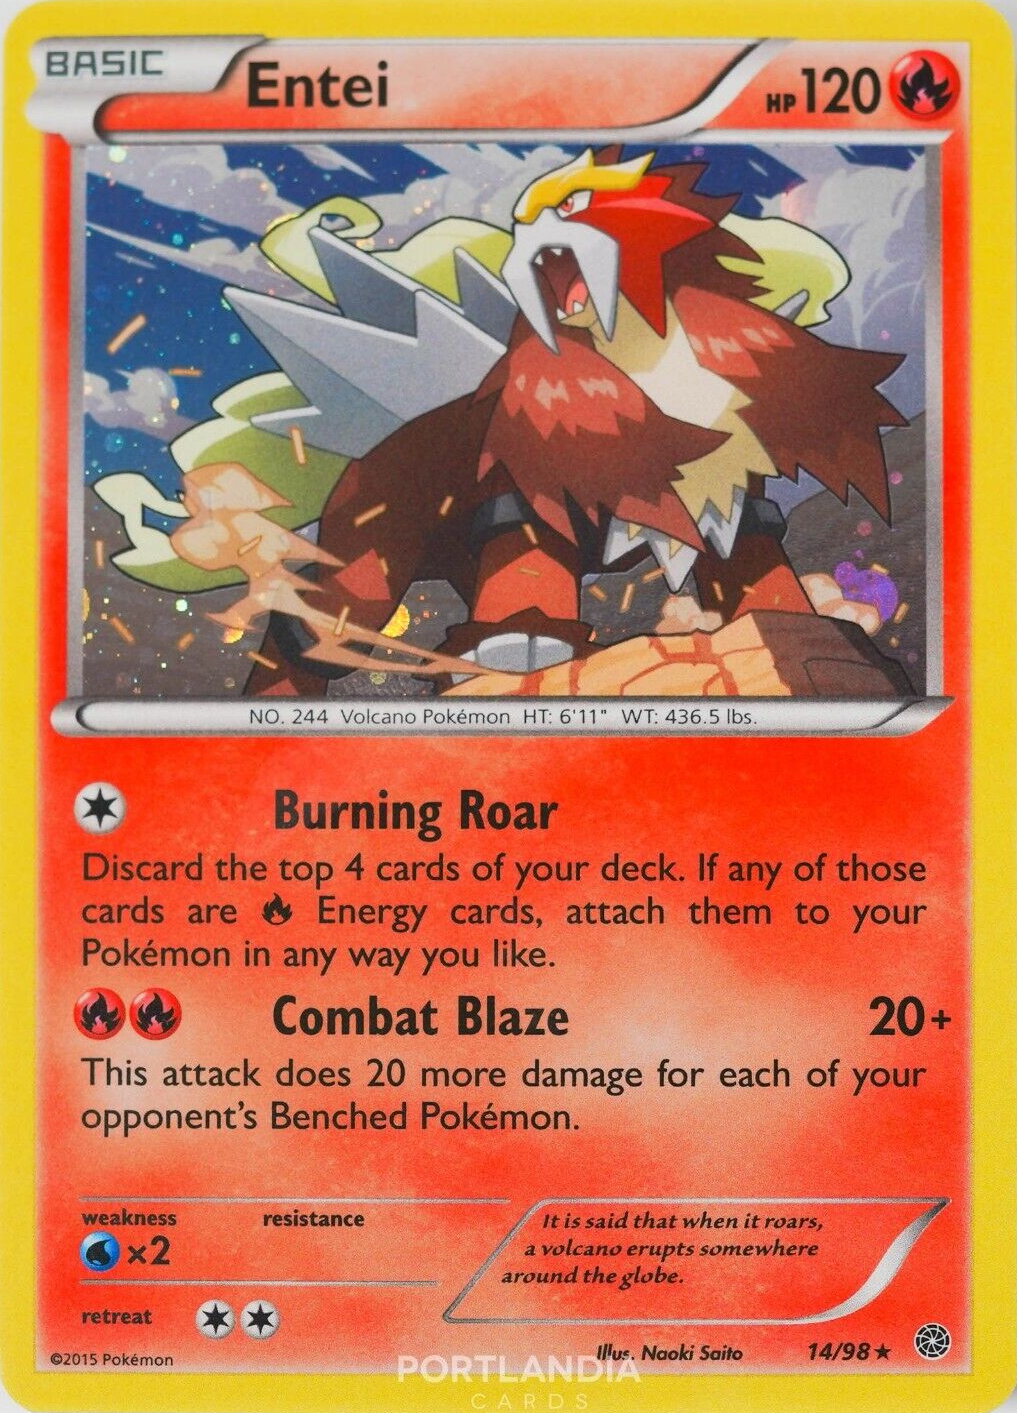 BASIC
Entei
HP 120
NO. 244 Volcano Pokémon HT: 6'11" WT: 436.5 lbs.
Burning Roar
Discard the top 4 cards of your deck. If any of those
cards are Energy cards, attach them to your
Pokémon in any way you like.
Combat Blaze 20+
This attack does 20 more damage for each of your
opponent's Benched Pokémon.
weakness resistance
×2
It is said that when it roars,
a volcano erupts somewhere
around the globe.
retreat
©2015 Pokémon
Illus. Naoki Saito
14/98★
PORTLANDIA
CARDS